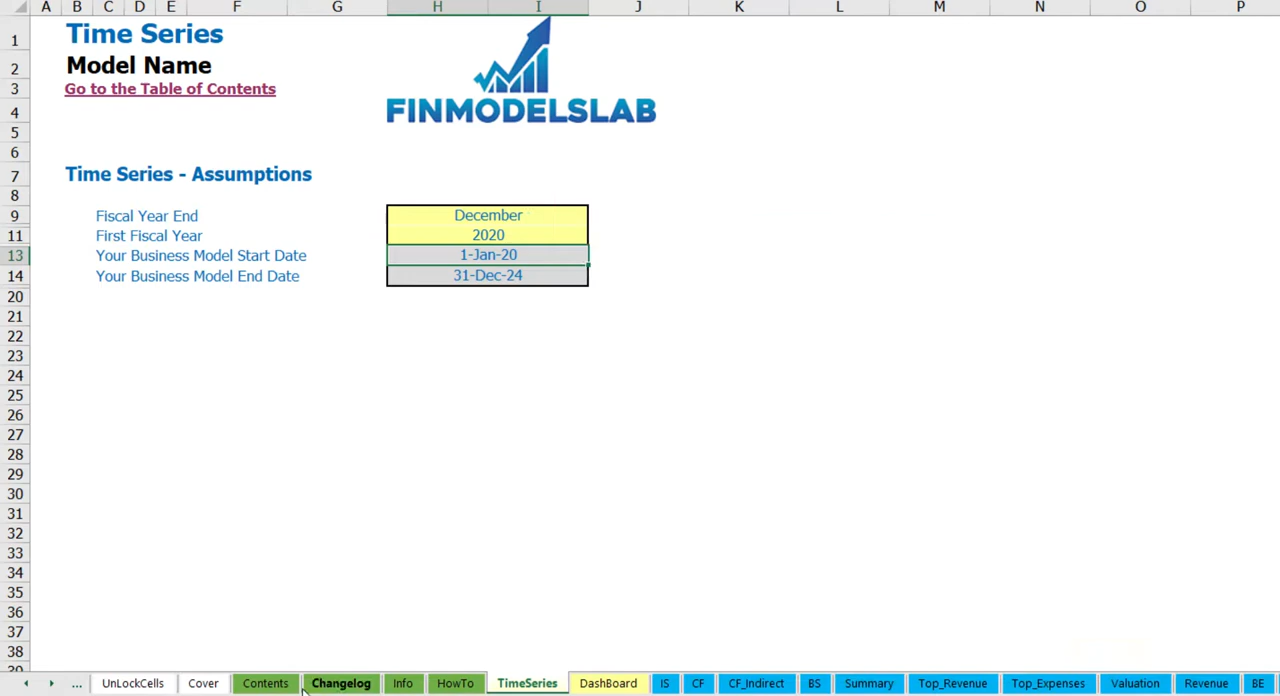 A B C D E F G H I J K L M N O P
1 Time Series
2 Model Name
3 Go to the Table of Contents
FINMODELSLAB
4
5
6
7 Time Series - Assumptions
8
9 Fiscal Year End December
11 First Fiscal Year 2020
13 Your Business Model Start Date 1-Jan-20
14 Your Business Model End Date 31-Dec-24
20
21
22
23
24
25
26
27
28
29
30
31
32
33
34
35
36
37
38
39
... UnLockCells Cover Contents Changelog Info HowTo TimeSeries DashBoard IS CF CF_Indirect BS Summary Top_Revenue Top_Expenses Valuation Revenue BE